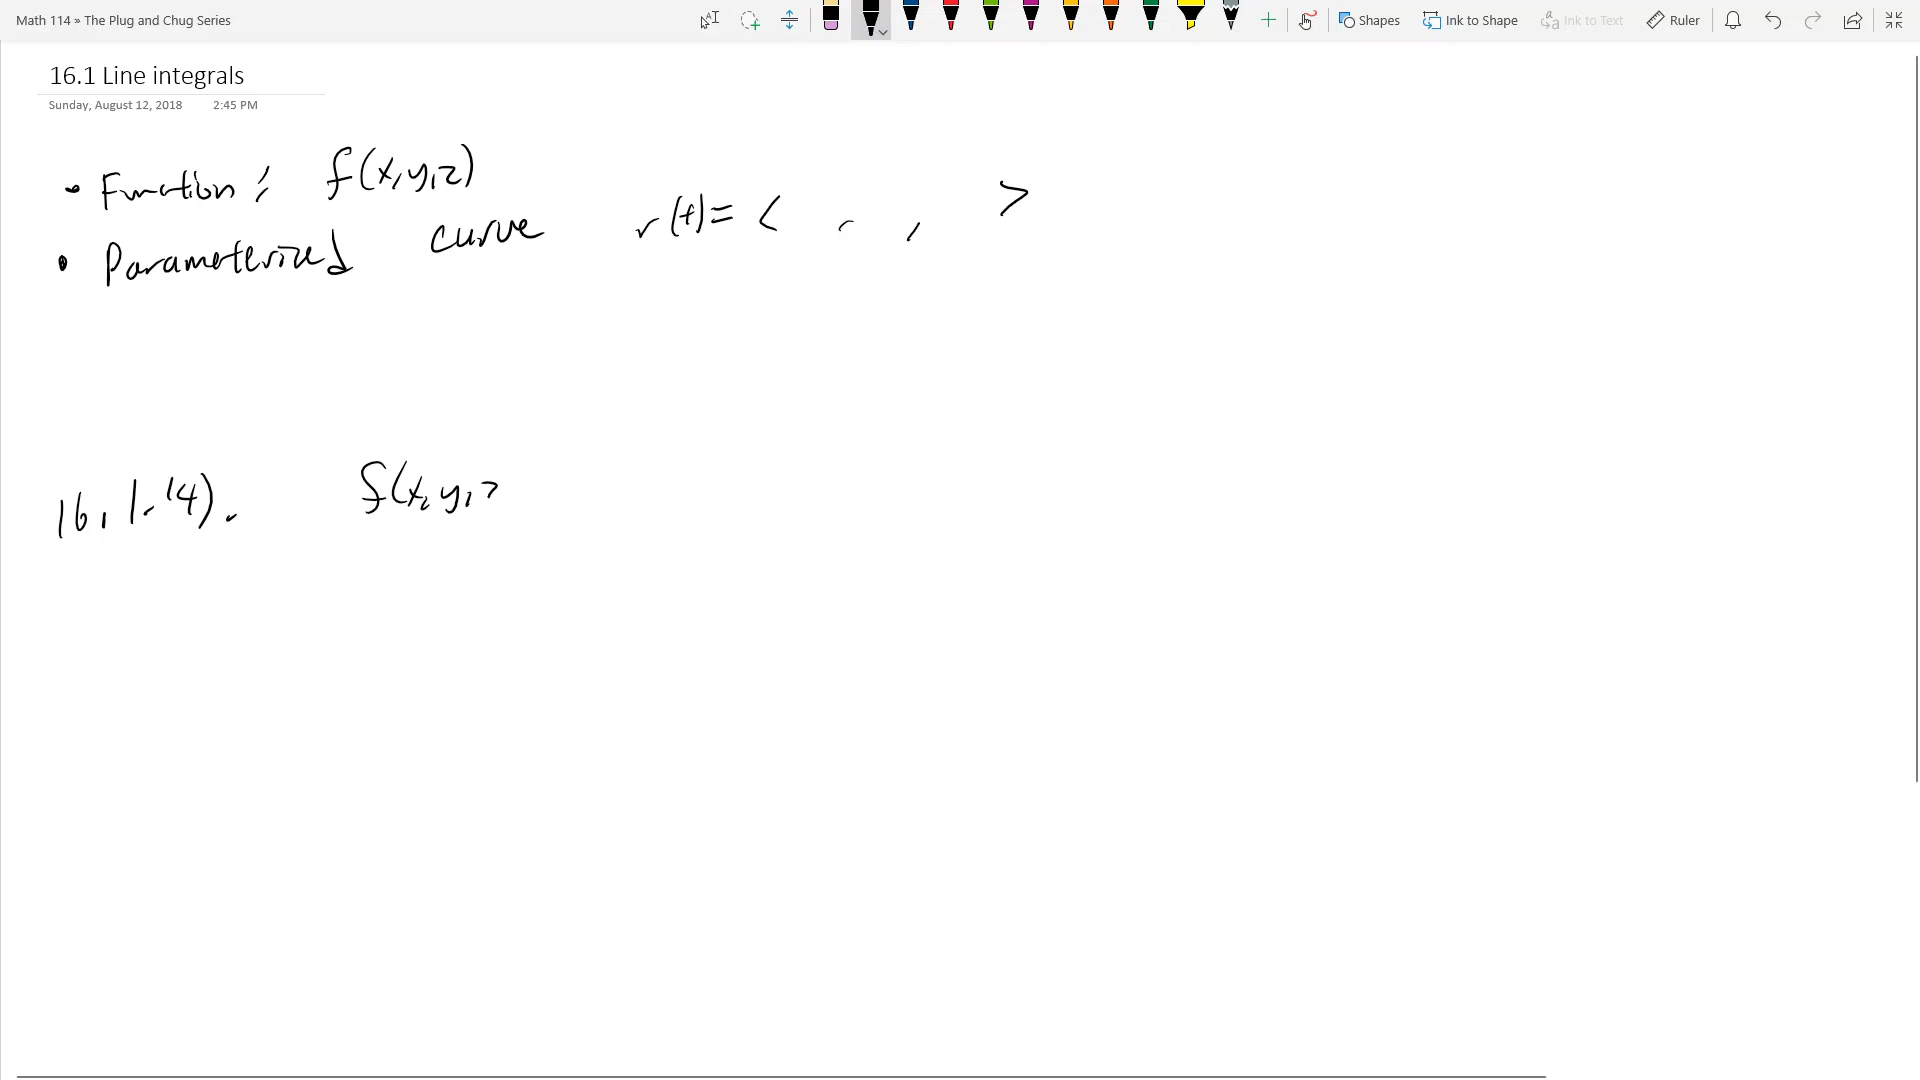 Math 114 » The Plug and Chug Series
Shapes
Ink to Shape
Ink to Text
Ruler
16.1 Line integrals
Sunday, August 12, 2018 2:45 PM
• Function: f(x,y,z)
• Parameterized curve r(t)= < , , >
16.1.14). f(x,y,z